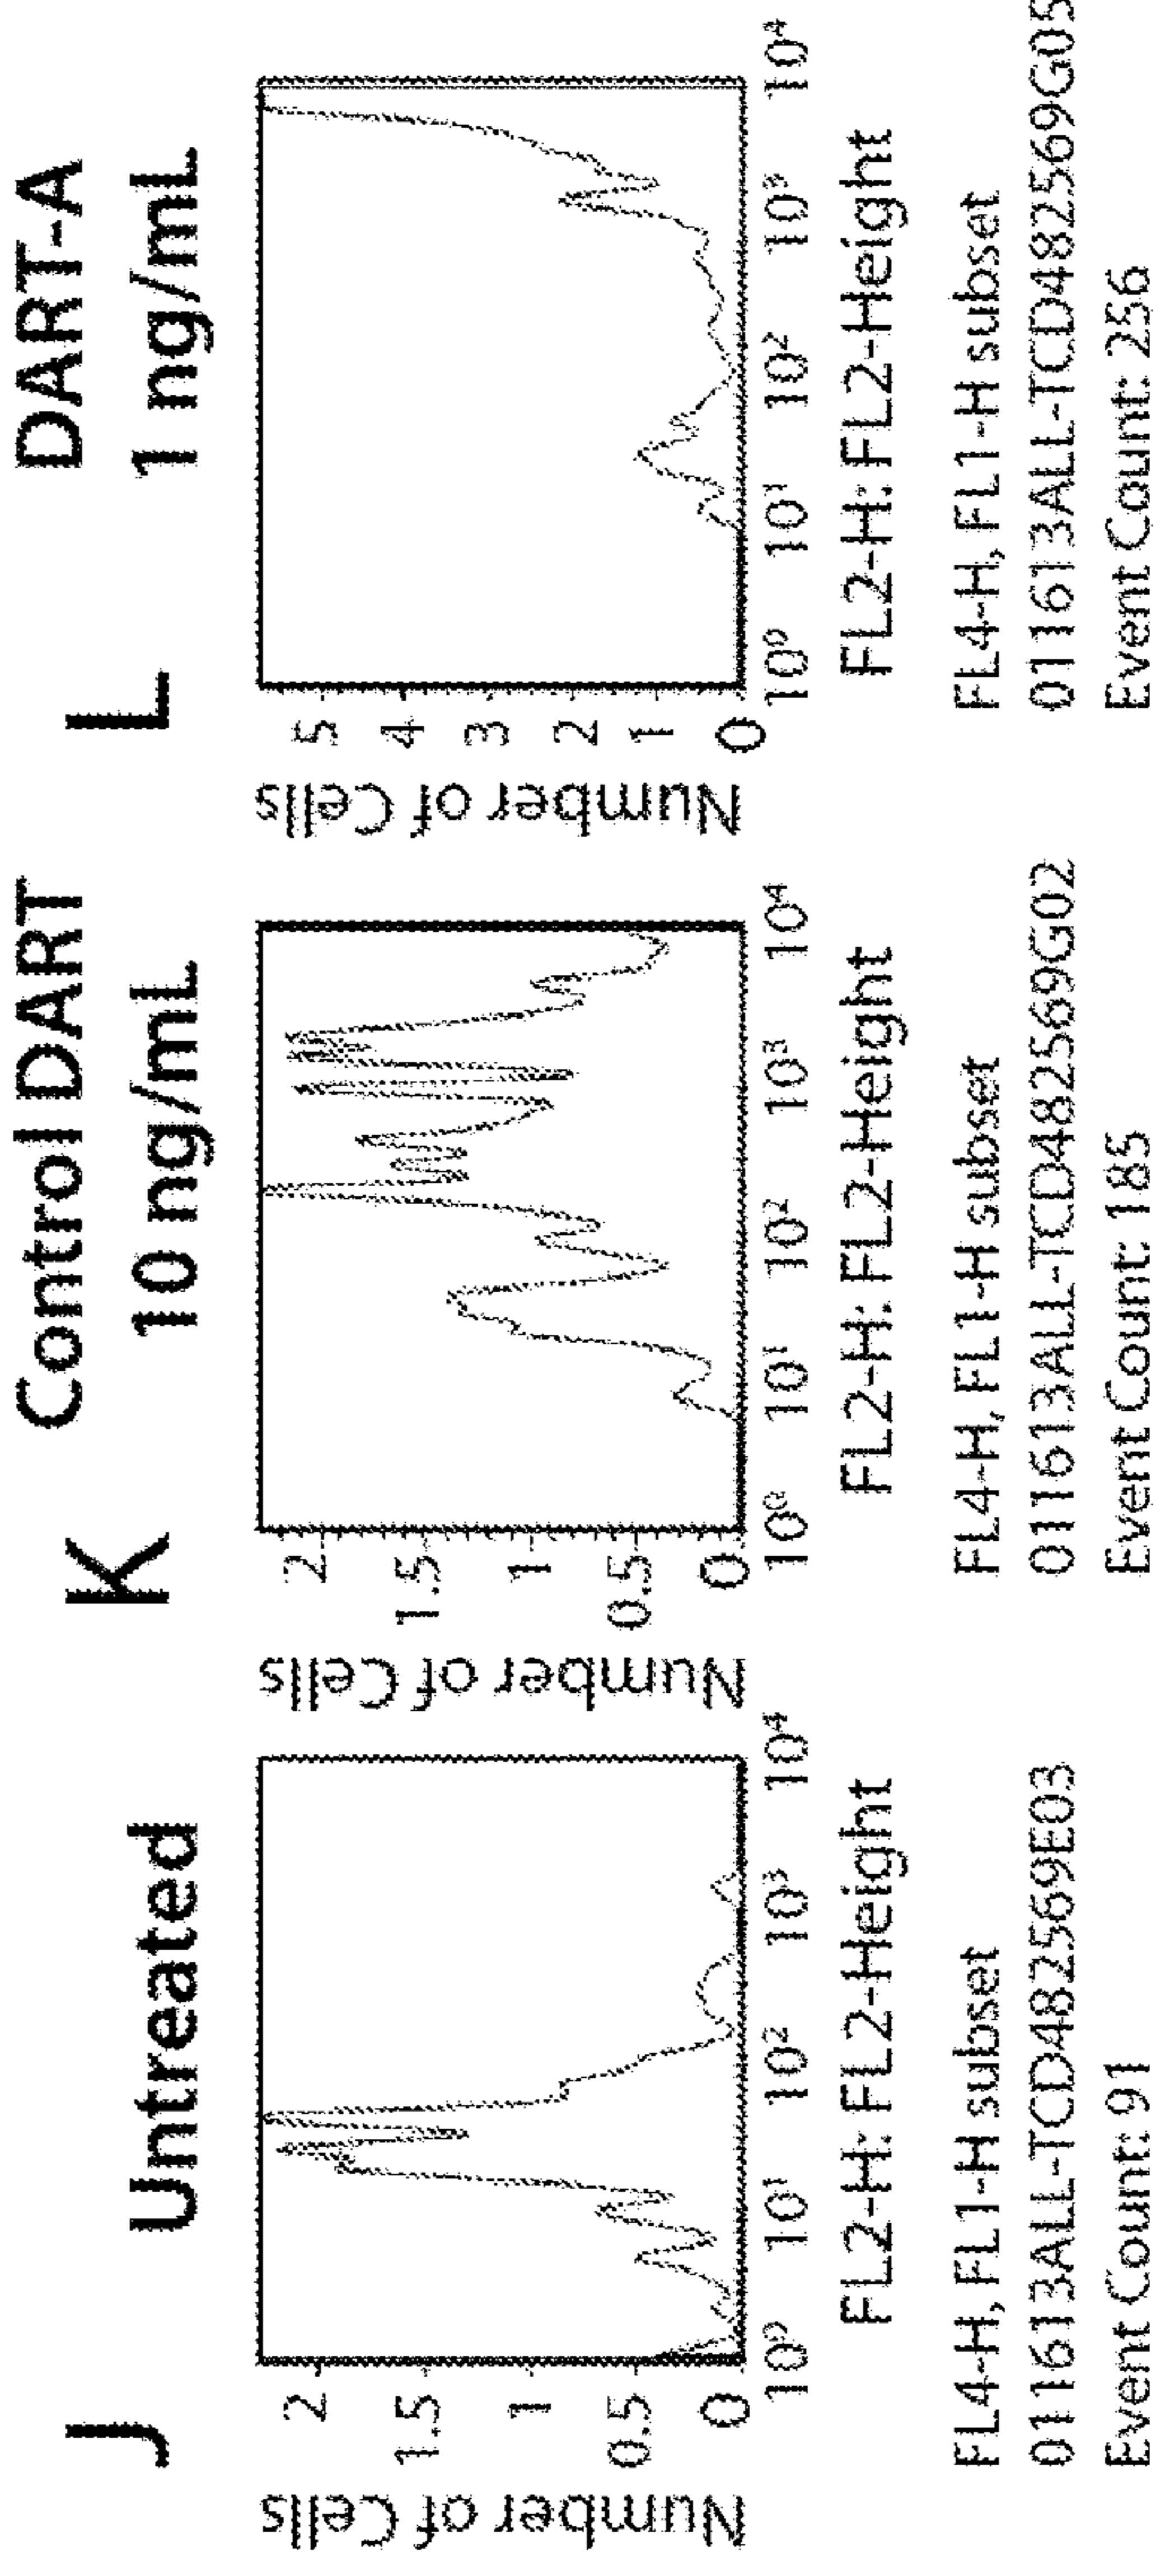 J
Untreated
Number of Cells
2
1.5
1
0.5
0
10⁰ 10¹ 10² 10³ 10⁴
FL2-H: FL2-Height
FL4-H, FL1-H subset
011613ALL-TCD482569E03
Event Count: 91
K
Control DART
10 ng/mL
Number of Cells
2
1.5
1
0.5
0
10⁰ 10¹ 10² 10³ 10⁴
FL2-H: FL2-Height
FL4-H, FL1-H subset
011613ALL-TCD482569G02
Event Count: 185
L
DART-A
1 ng/mL
Number of Cells
5
4
3
2
1
0
10⁰ 10¹ 10² 10³ 10⁴
FL2-H: FL2-Height
FL4-H, FL1-H subset
011613ALL-TCD482569G05
Event Count: 256